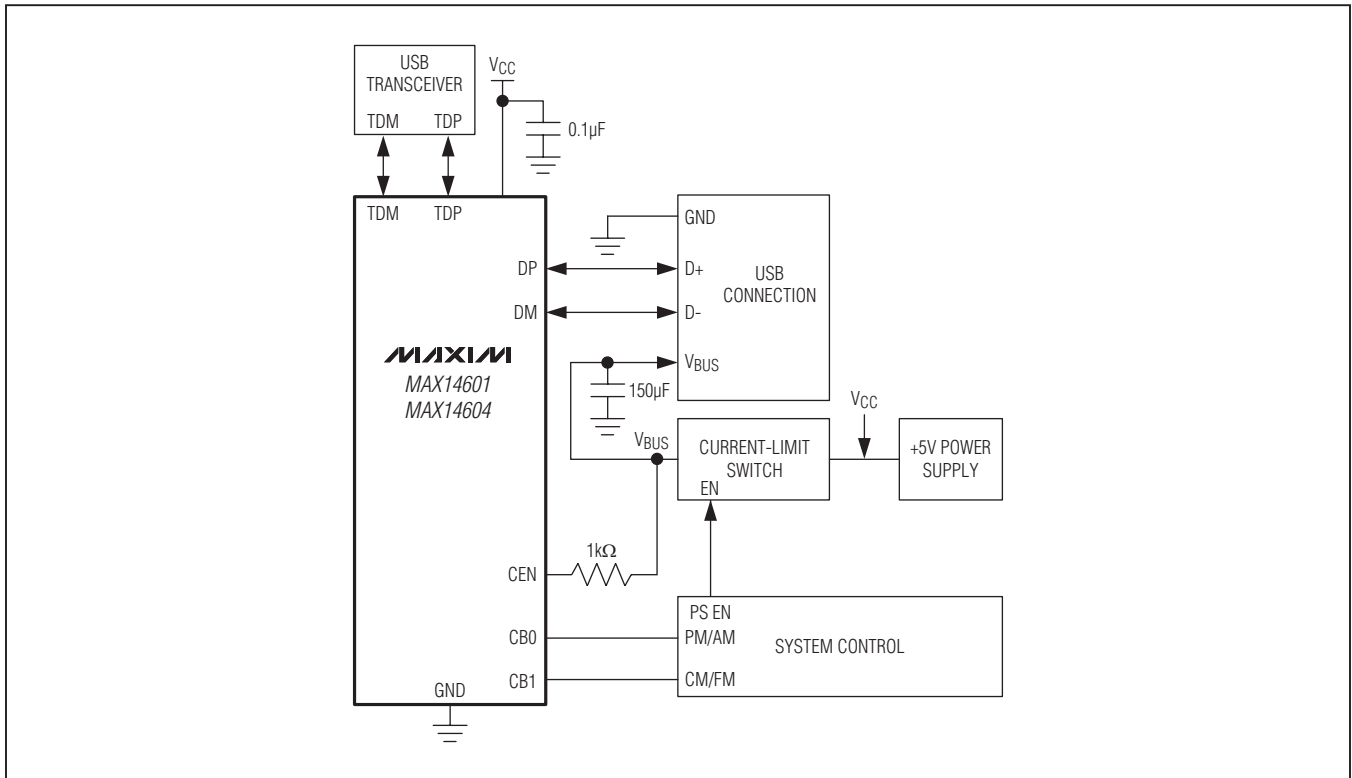 USB
TRANSCEIVER
TDM TDP
VCC
0.1µF
TDM TDP
DP
DM
MAXIM
MAX14601
MAX14604
CEN
CB0
CB1
GND
GND
D+
D-
VBUS
USB
CONNECTION
150µF
VBUS
CURRENT-LIMIT
SWITCH
EN
VCC
+5V POWER
SUPPLY
1kΩ
PS EN
PM/AM
CM/FM
SYSTEM CONTROL